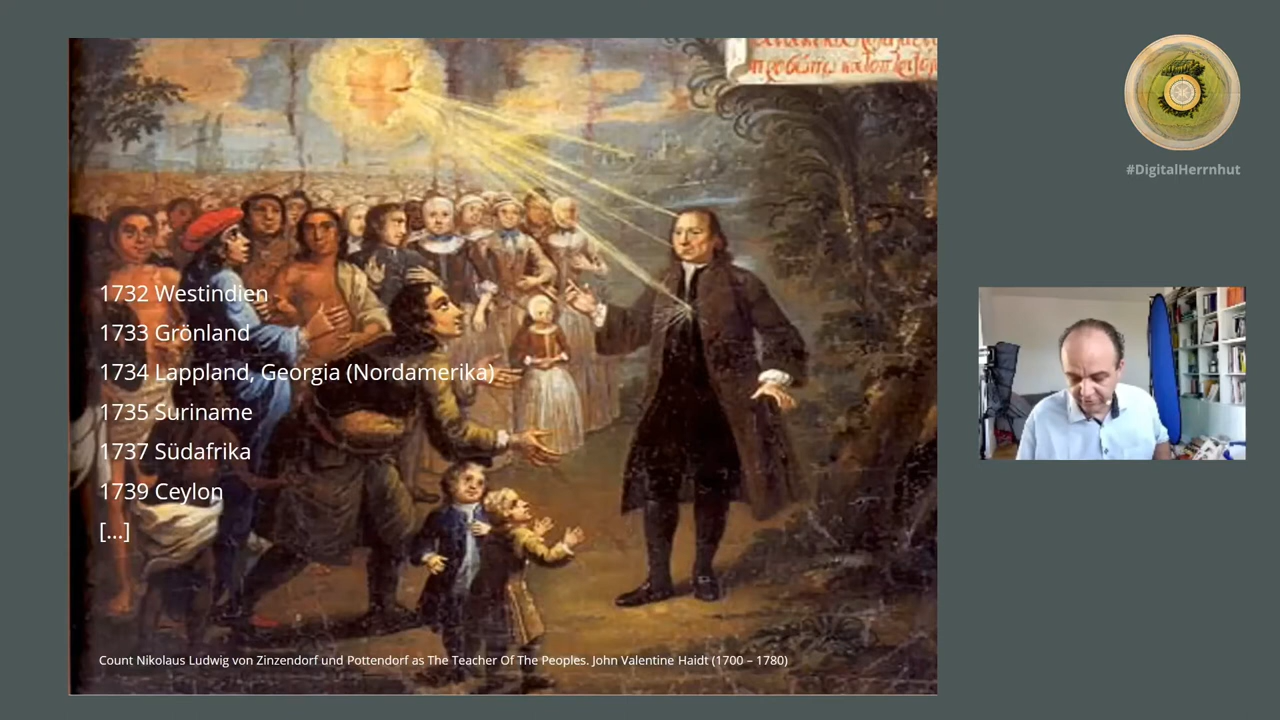 προσώπῳ
1732 Westindien
1733 Grönland
1734 Lappland, Georgia (Nordamerika)
1735 Suriname
1737 Südafrika
1739 Ceylon
[...]
Count Nikolaus Ludwig von Zinzendorf und Pottendorf as The Teacher Of The Peoples. John Valentine Haidt (1700 – 1780)
#DigitalHerrnhut